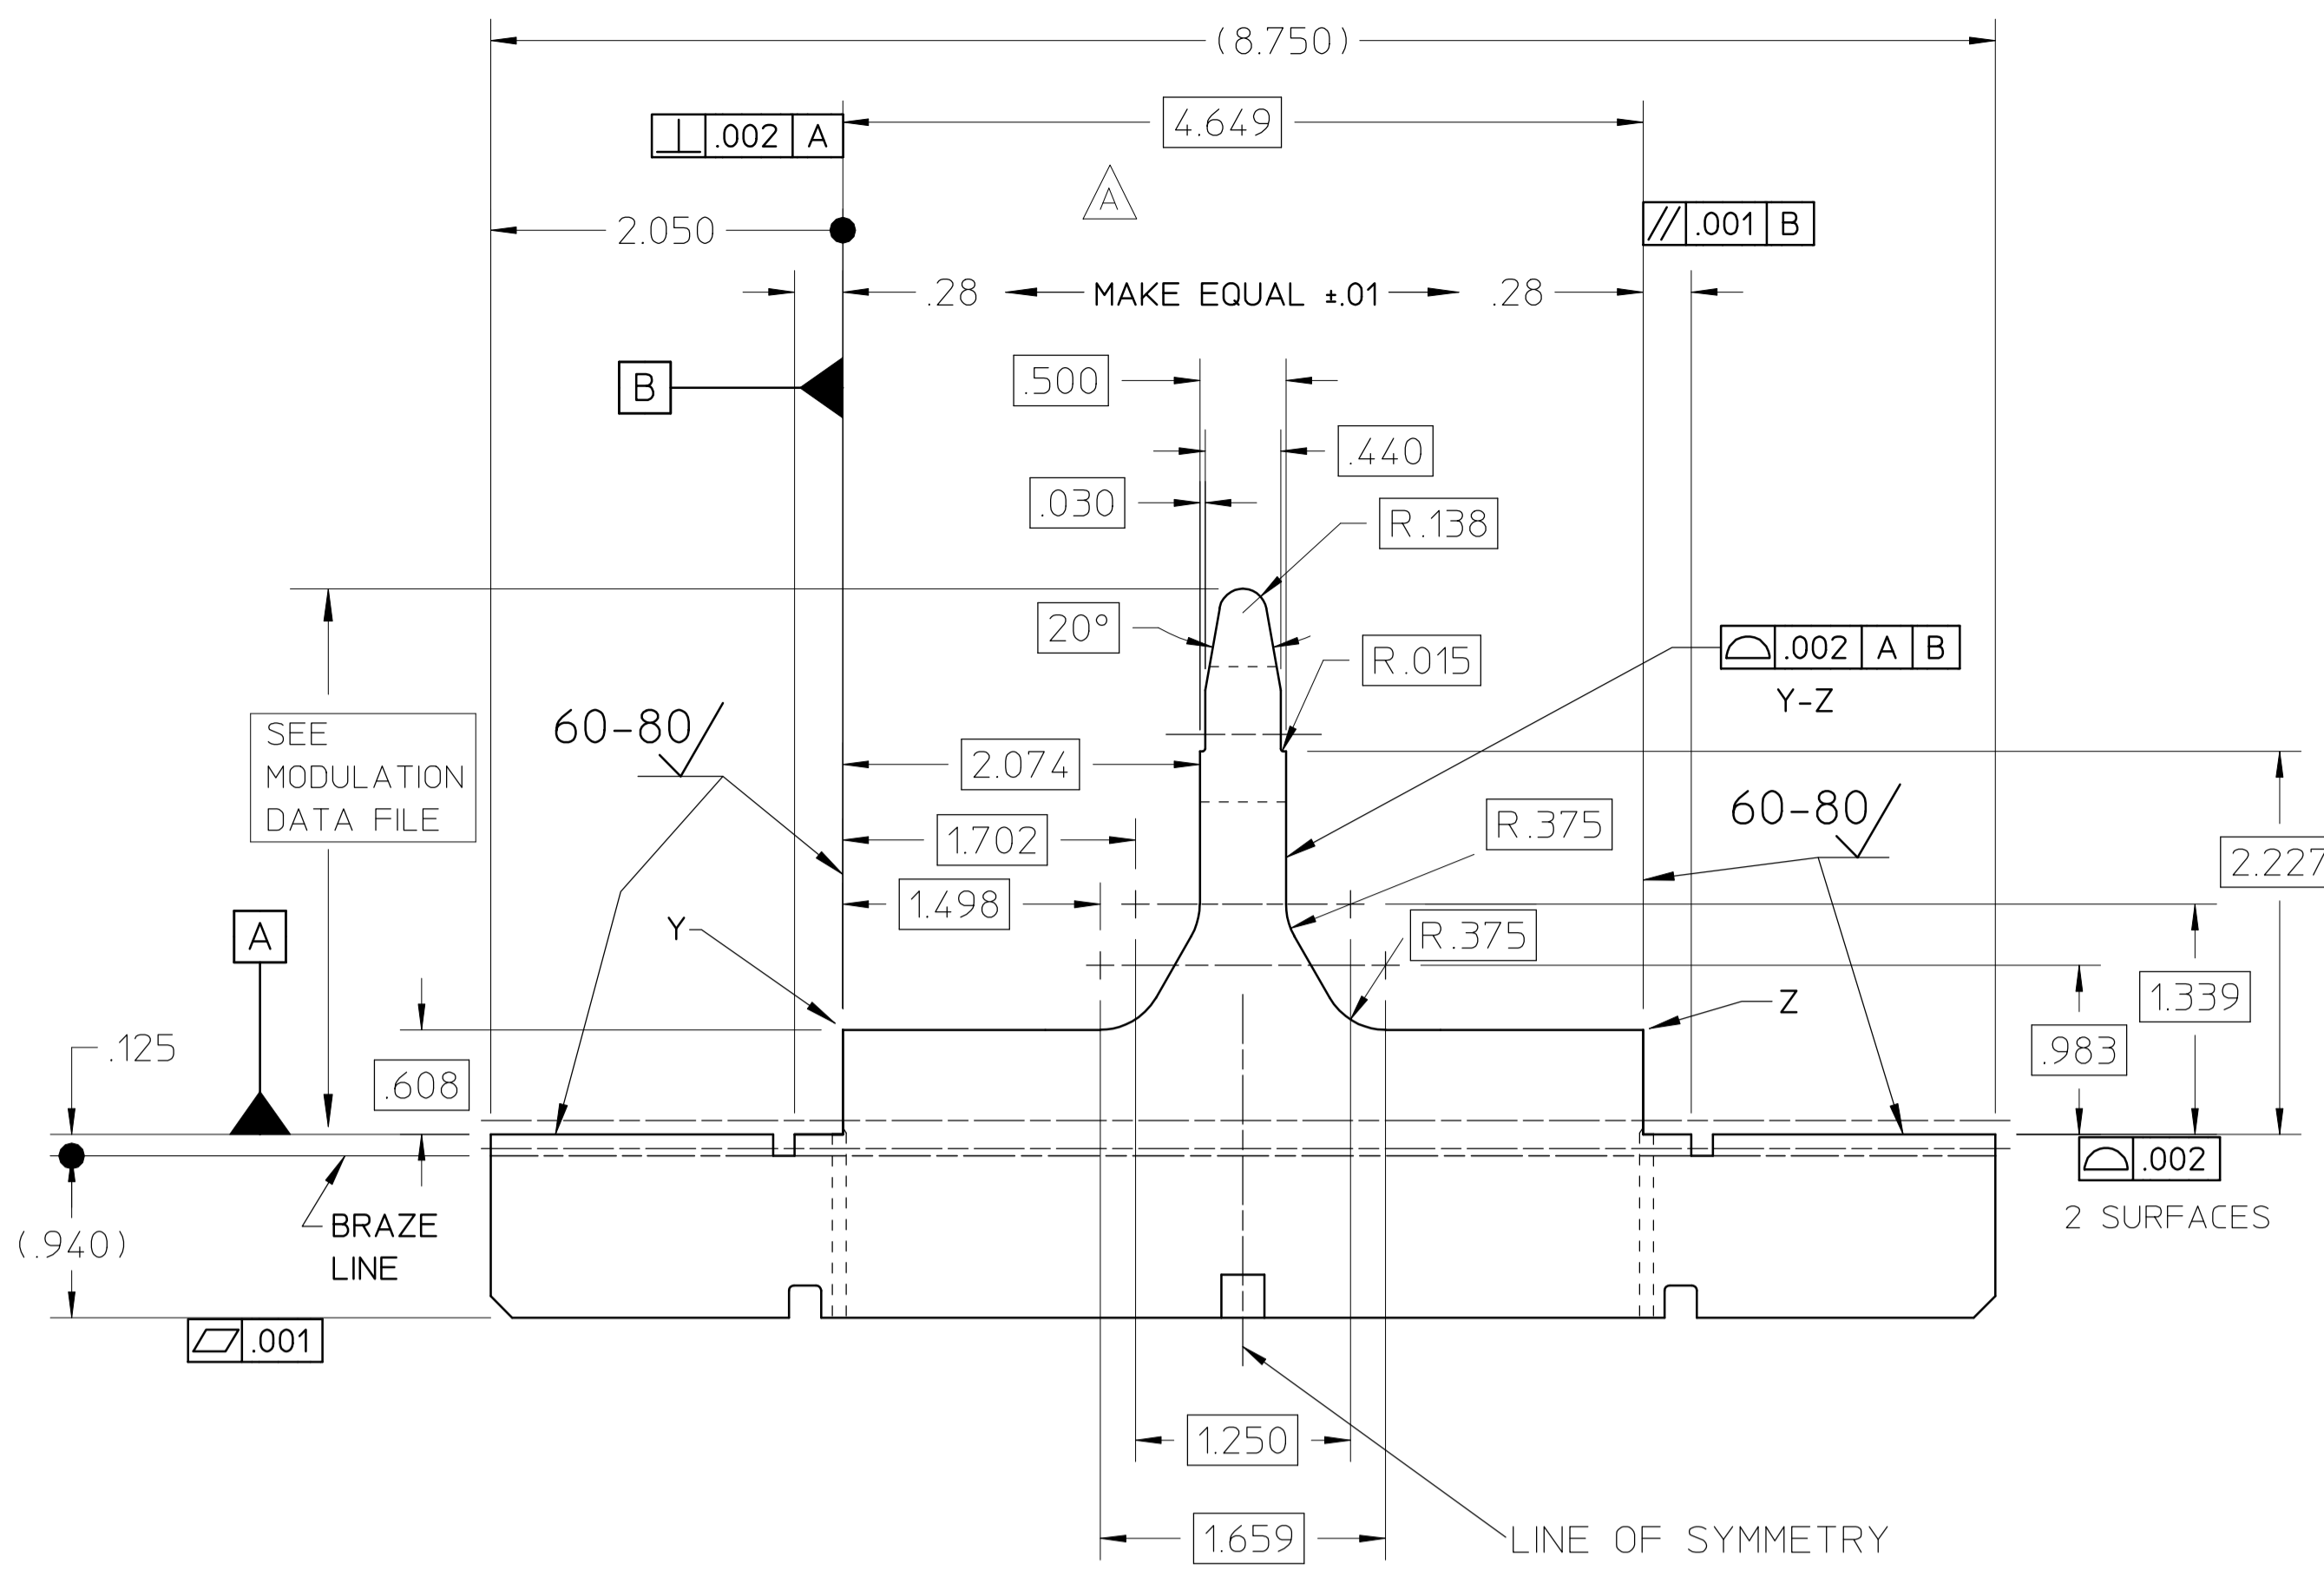 (8.750)
4.649
⊥ .002 A
A
2.050
// .001 B
.28 MAKE EQUAL ±.01 .28
B
.500
.440
.030
R.138
20°
R.015
⌓ .002 A B
Y-Z
SEE
MODULATION
DATA FILE
60-80
2.074
60-80
1.702
R.375
2.227
1.498
A
Y
R.375
1.339
Z
.983
.125
.608
⌓ .002
2 SURFACES
BRAZE
LINE
(.940)
⏥ .001
1.250
1.659
LINE OF SYMMETRY